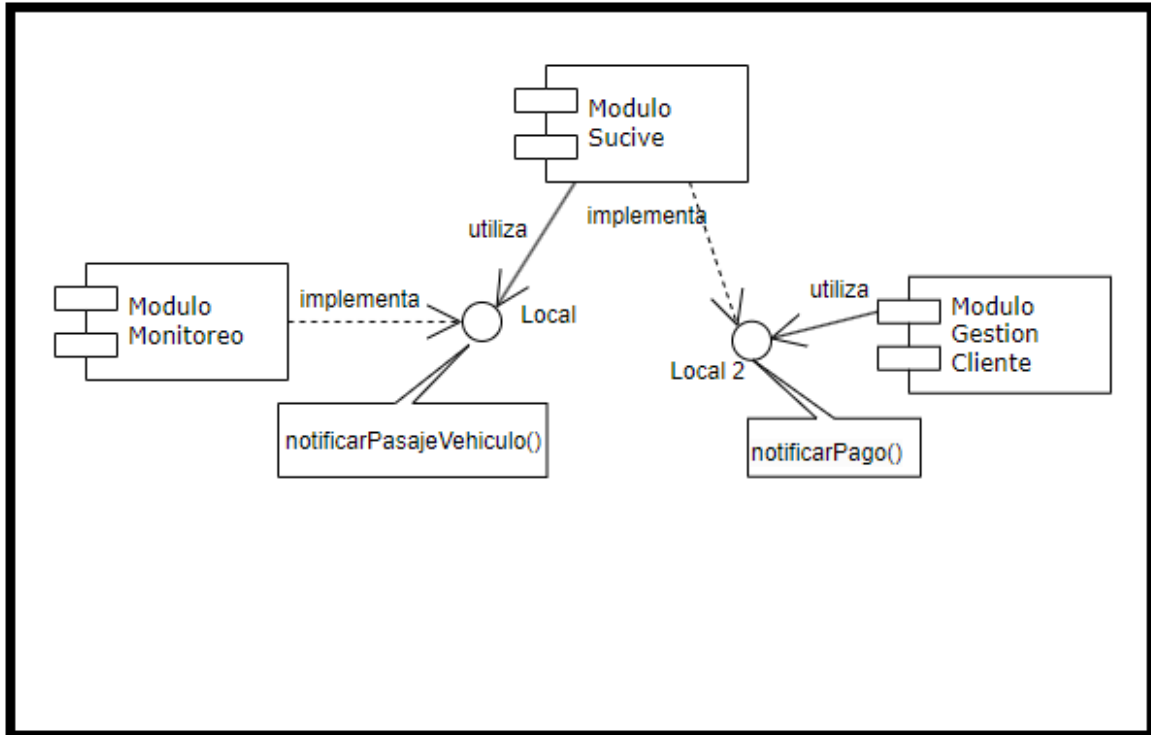 Modulo
Sucive
utiliza
implementa
Modulo
Monitoreo
implementa
Local
utiliza
Modulo
Gestion
Cliente
Local 2
notificarPasajeVehiculo()
notificarPago()